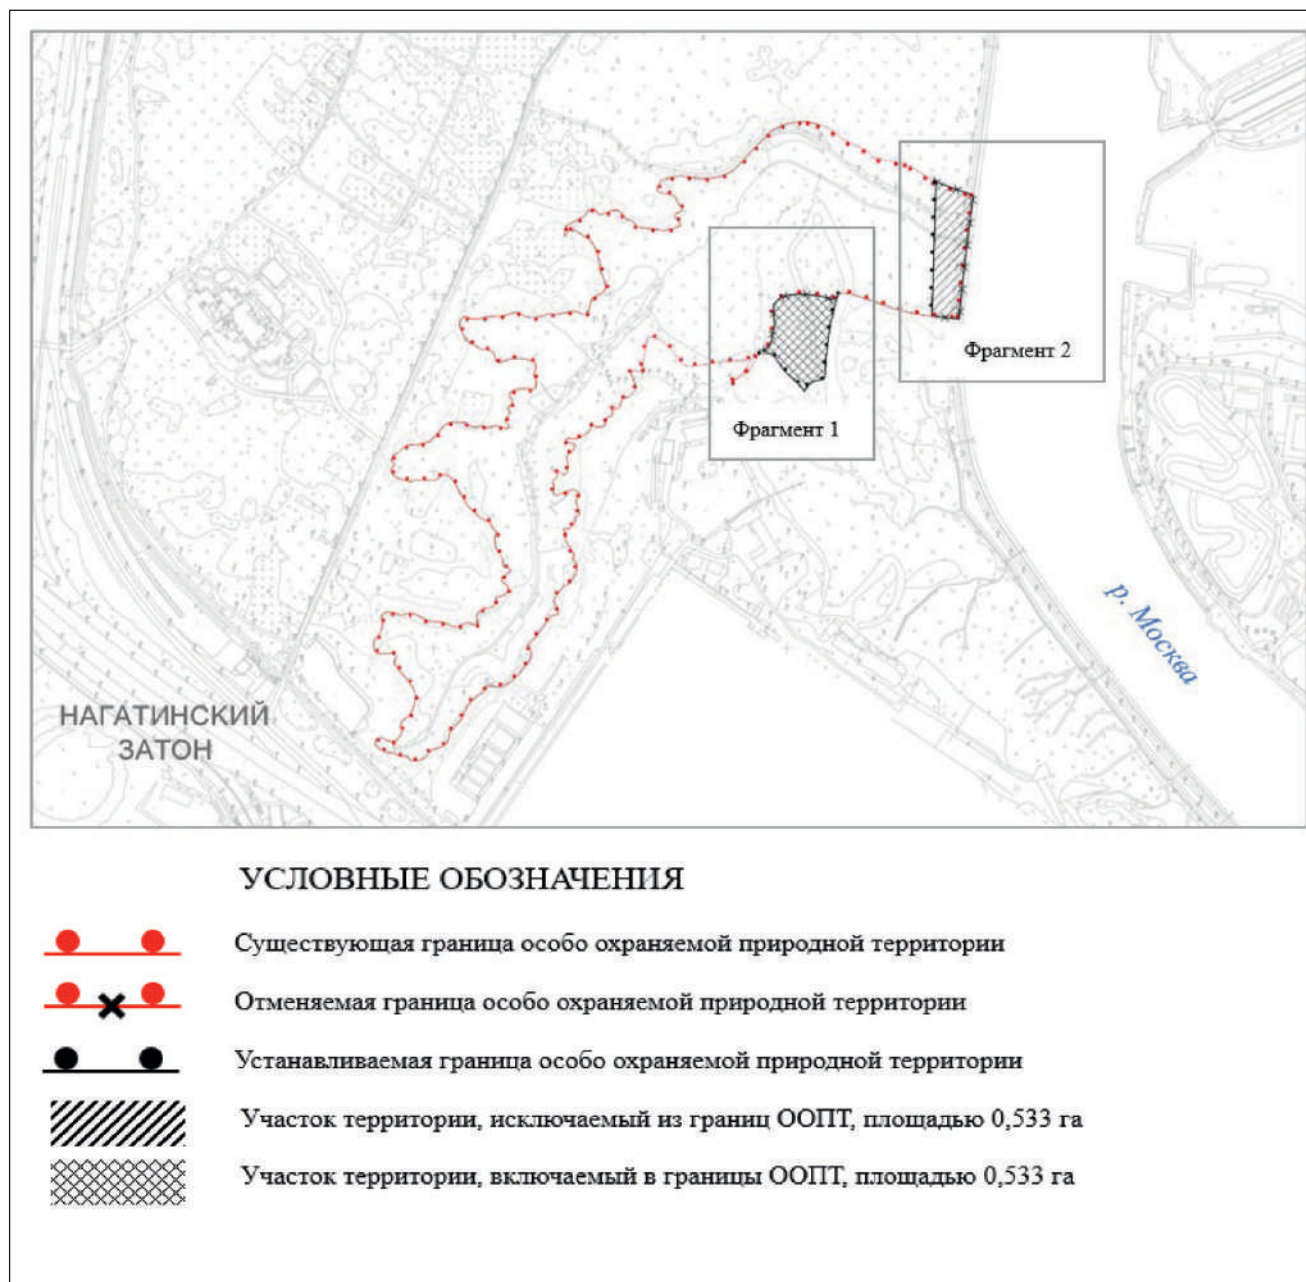 Фрагмент 2
Фрагмент 1
р. Москва
НАГАТИНСКИЙ
ЗАТОН
УСЛОВНЫЕ ОБОЗНАЧЕНИЯ
Существующая граница особо охраняемой природной территории
Отменяемая граница особо охраняемой природной территории
Устанавливаемая граница особо охраняемой природной территории
Участок территории, исключаемый из границ ООПТ, площадью 0,533 га
Участок территории, включаемый в границы ООПТ, площадью 0,533 га